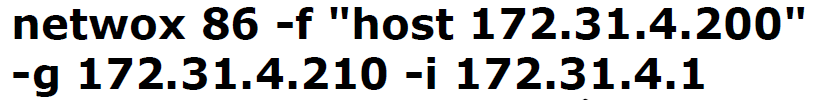 netwox 86 -f "host 172.31.4.200"
-g 172.31.4.210 -i 172.31.4.1